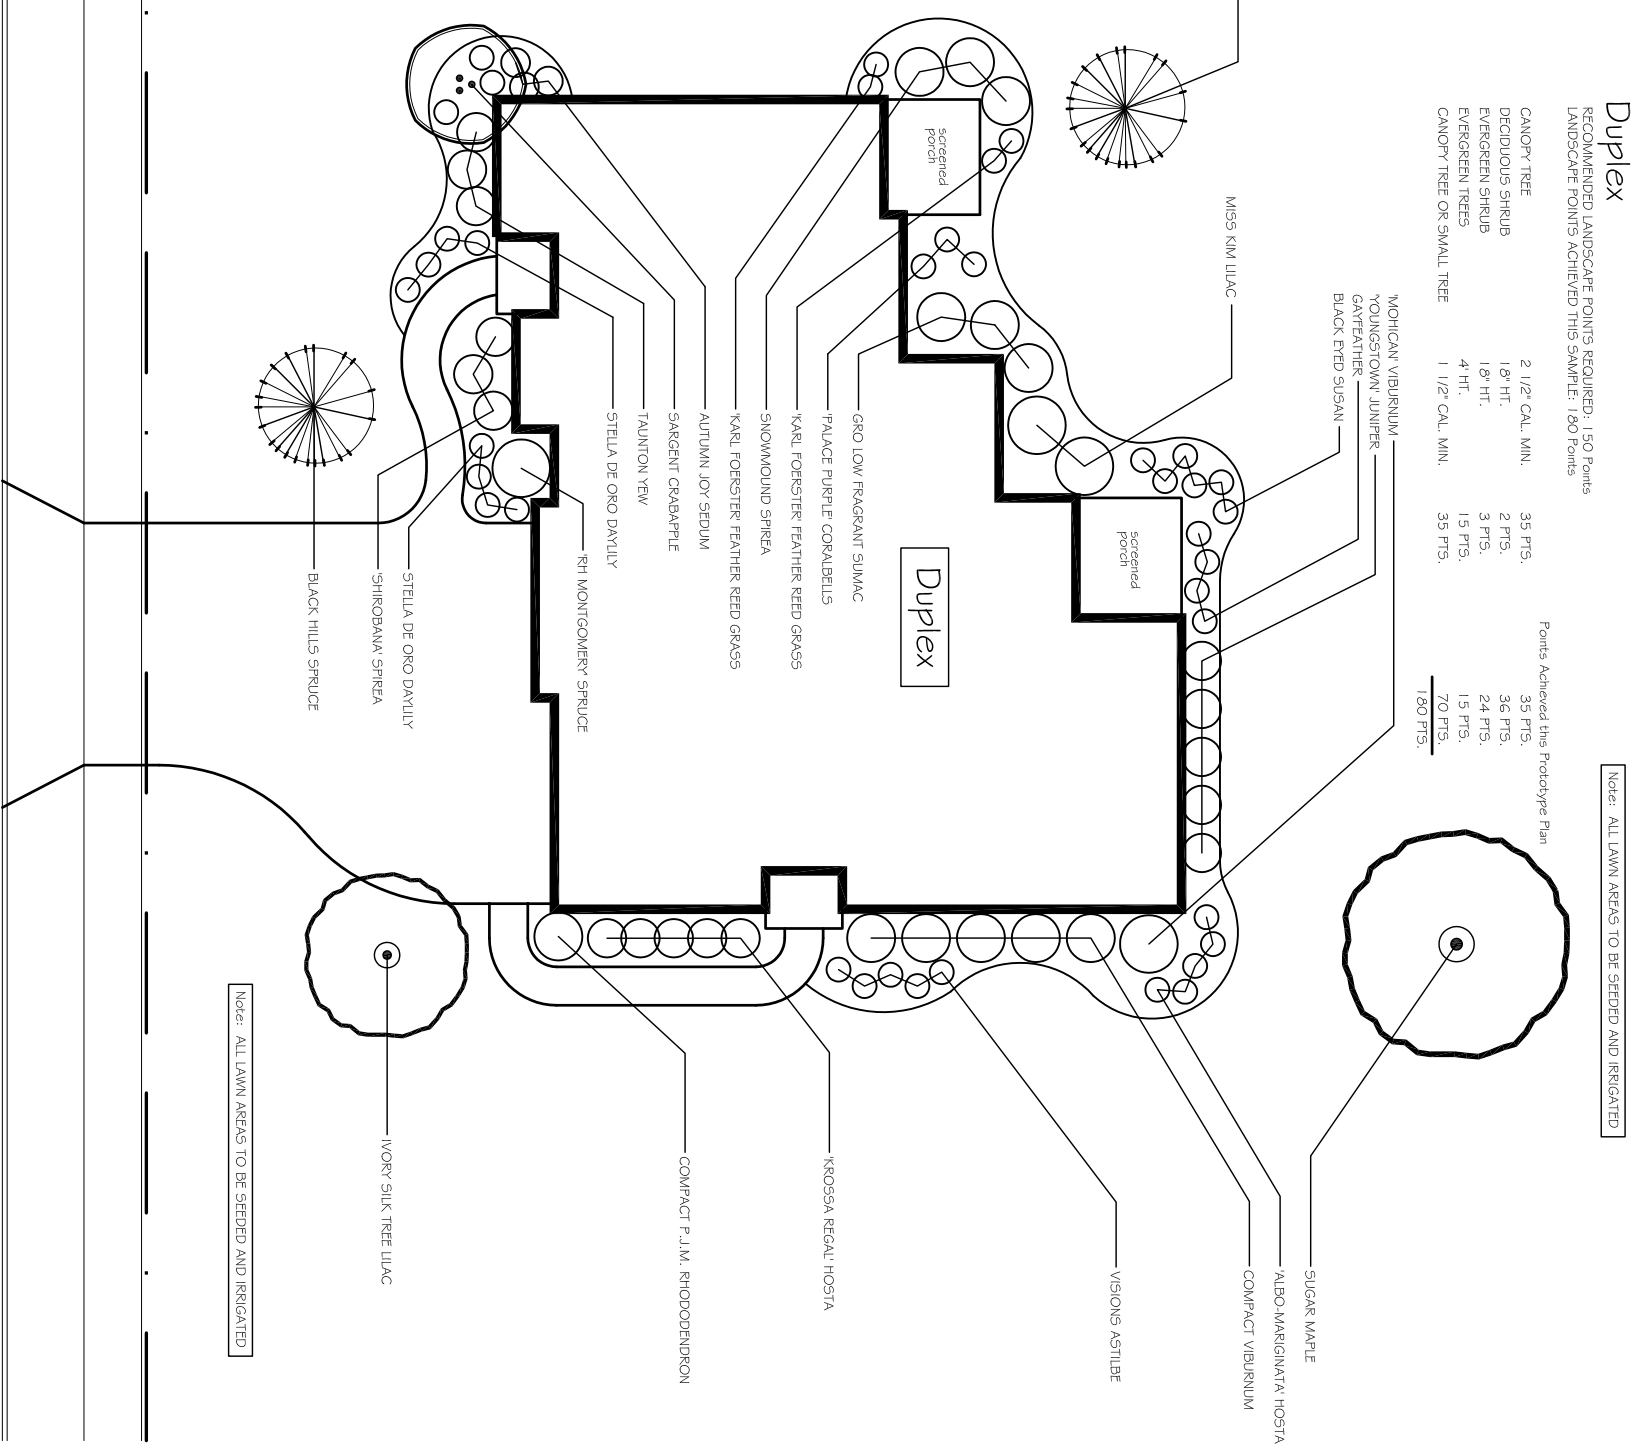 Duplex
RECOMMENDED LANDSCAPE POINTS REQUIRED: 150 Points
LANDSCAPE POINTS ACHIEVED THIS SAMPLE: 180 Points
Points Achieved this Prototype Plan
CANOPY TREE 2 1/2" CAL. MIN. 35 PTS. 35 PTS.
DECIDUOUS SHRUB 18" HT. 2 PTS. 36 PTS.
EVERGREEN SHRUB 18" HT. 3 PTS. 24 PTS.
EVERGREEN TREES 4' HT. 15 PTS. 15 PTS.
CANOPY TREE OR SMALL TREE 1 1/2" CAL. MIN. 35 PTS. 70 PTS.
180 PTS.
Note: ALL LAWN AREAS TO BE SEEDED AND IRRIGATED
'MOHICAN' VIBURNUM
'YOUNGSTOWN' JUNIPER
GAYFEATHER
BLACK EYED SUSAN
MISS KIM LILAC
SUGAR MAPLE
'ALBO-MARIGINATA' HOSTA
COMPACT VIBURNUM
VISIONS ASTILBE
screened
porch
screened
porch
Duplex
GRO LOW FRAGRANT SUMAC
'PALACE PURPLE' CORALBELLS
'KARL FOERSTER' FEATHER REED GRASS
SNOWMOUND SPIREA
'KARL FOERSTER' FEATHER REED GRASS
AUTUMN JOY SEDUM
SARGENT CRABAPPLE
TAUNTON YEW
STELLA DE ORO DAYLILY
'RH MONTGOMERY' SPRUCE
STELLA DE ORO DAYLILY
'SHIROBANA' SPIREA
BLACK HILLS SPRUCE
'KROSSA REGAL' HOSTA
COMPACT P.J.M. RHODODENDRON
IVORY SILK TREE LILAC
Note: ALL LAWN AREAS TO BE SEEDED AND IRRIGATED